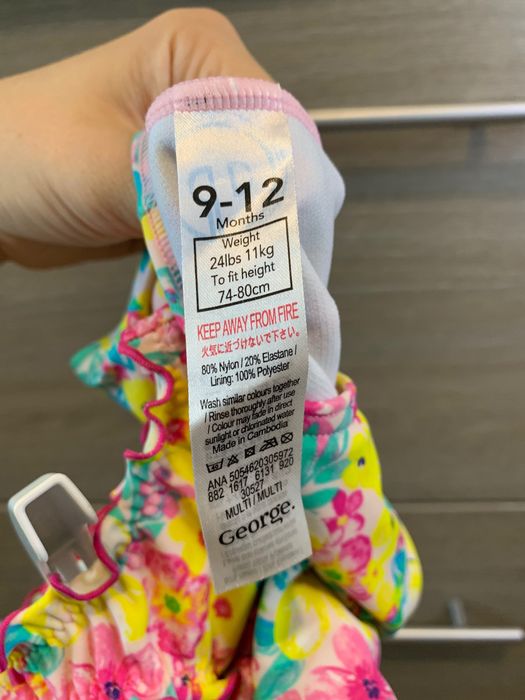 9-12
Months
Weight
24lbs 11kg
To fit height
74-80cm
KEEP AWAY FROM FIRE
火気に近づけないで下さい。
80% Nylon / 20% Elastane /
Lining: 100% Polyester
Wash similar colours together
/ Rinse thoroughly after use
/ Colour may fade in direct
sunlight or chlorinated water
Made in Cambodia
ANA 5054620305972
682 1617 6131 920
30527
MULTI / MULTI
George.